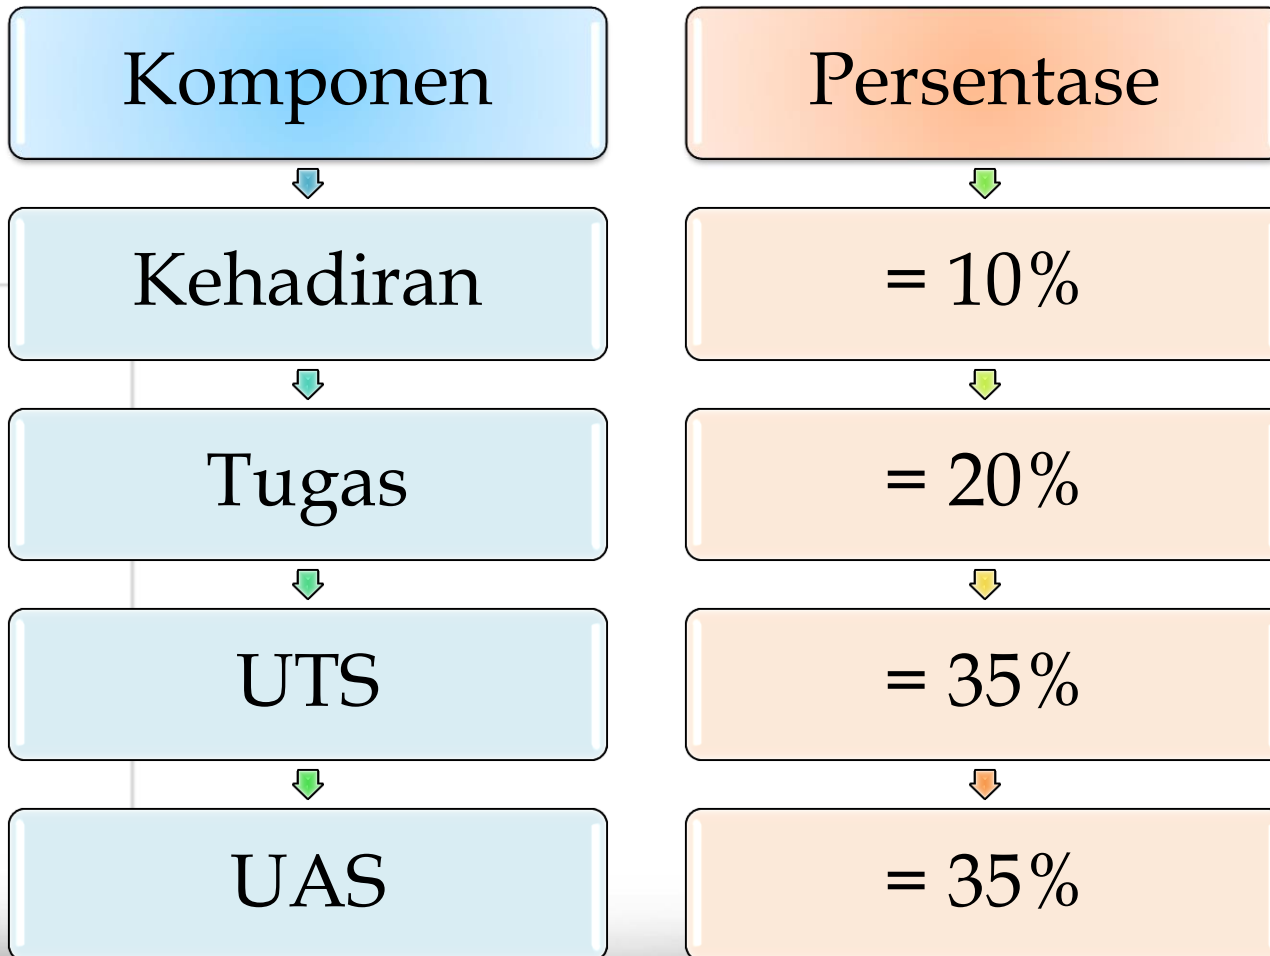 Komponen
Persentase
Kehadiran
= 10%
Tugas
= 20%
UTS
= 35%
UAS
= 35%